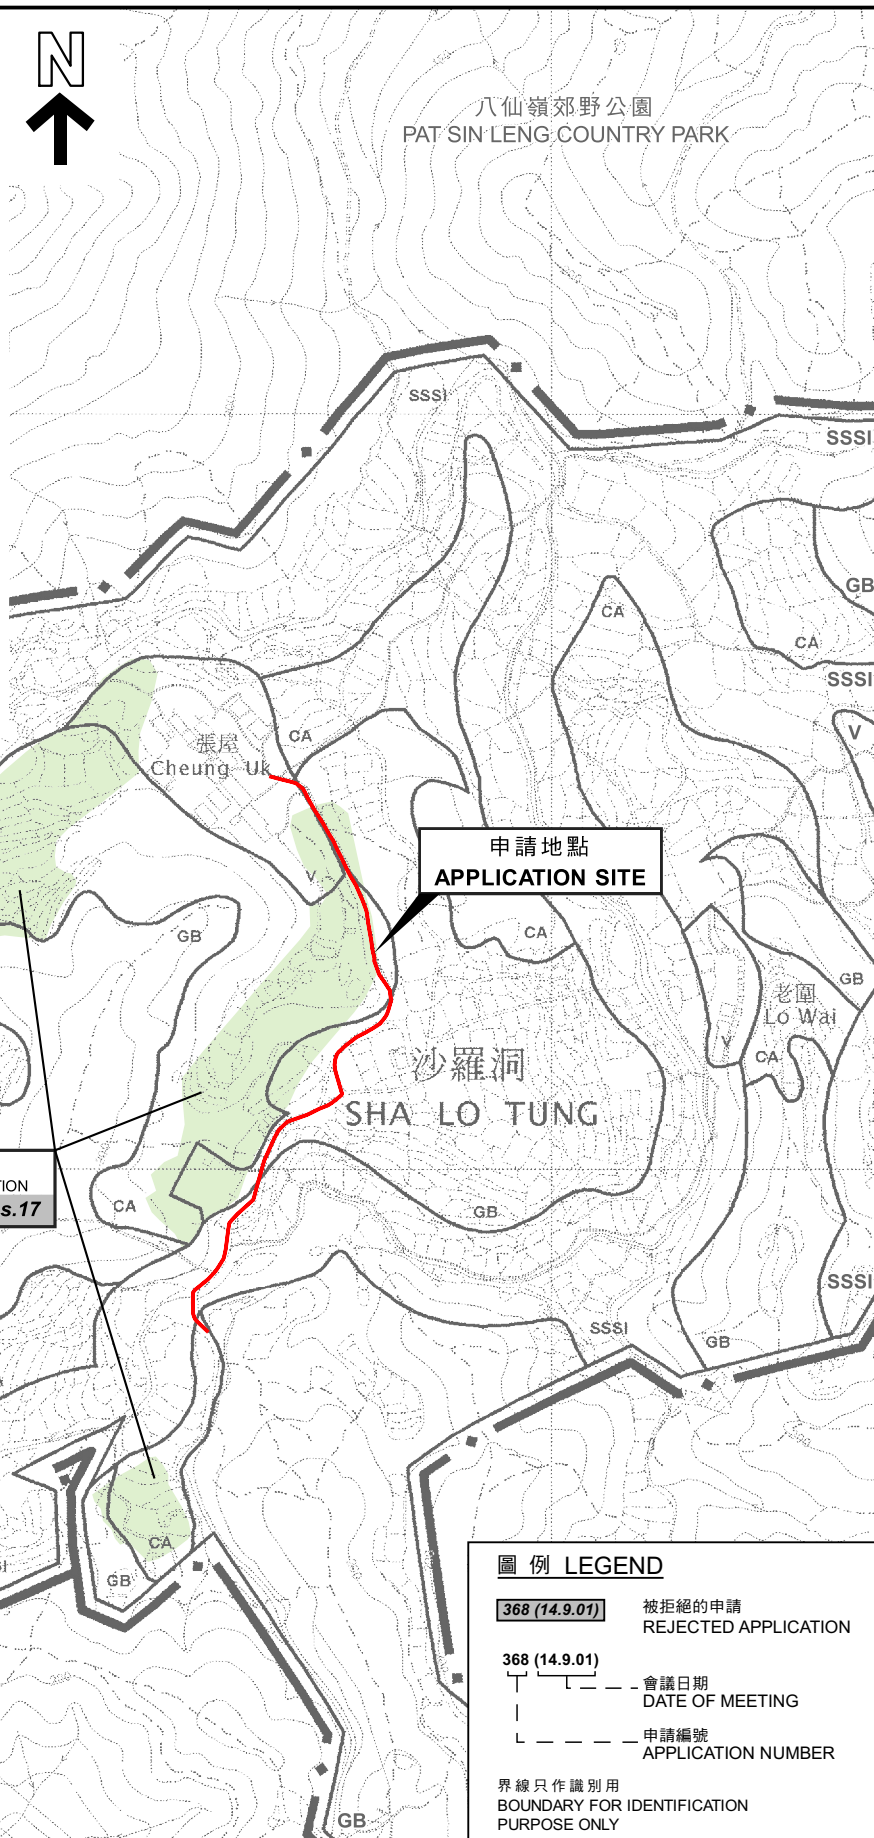 N
八仙嶺郊野公園
PAT SIN LENG COUNTRY PARK
SSSI
SSSI
GB
CA
CA
SSSI
V
張屋
Cheung Uk
CA
申請地點
APPLICATION SITE
V
GB
CA
GB
老圍
Lo Wai
V
CA
沙羅洞
SHA LO TUNG
TION
s.17
CA
GB
SSSI
SSSI
GB
CA
GB
GB
圖 例 LEGEND
368 (14.9.01)
被拒絕的申請
REJECTED APPLICATION
368 (14.9.01)
會議日期
DATE OF MEETING
申請編號
APPLICATION NUMBER
界線只作識別用
BOUNDARY FOR IDENTIFICATION
PURPOSE ONLY